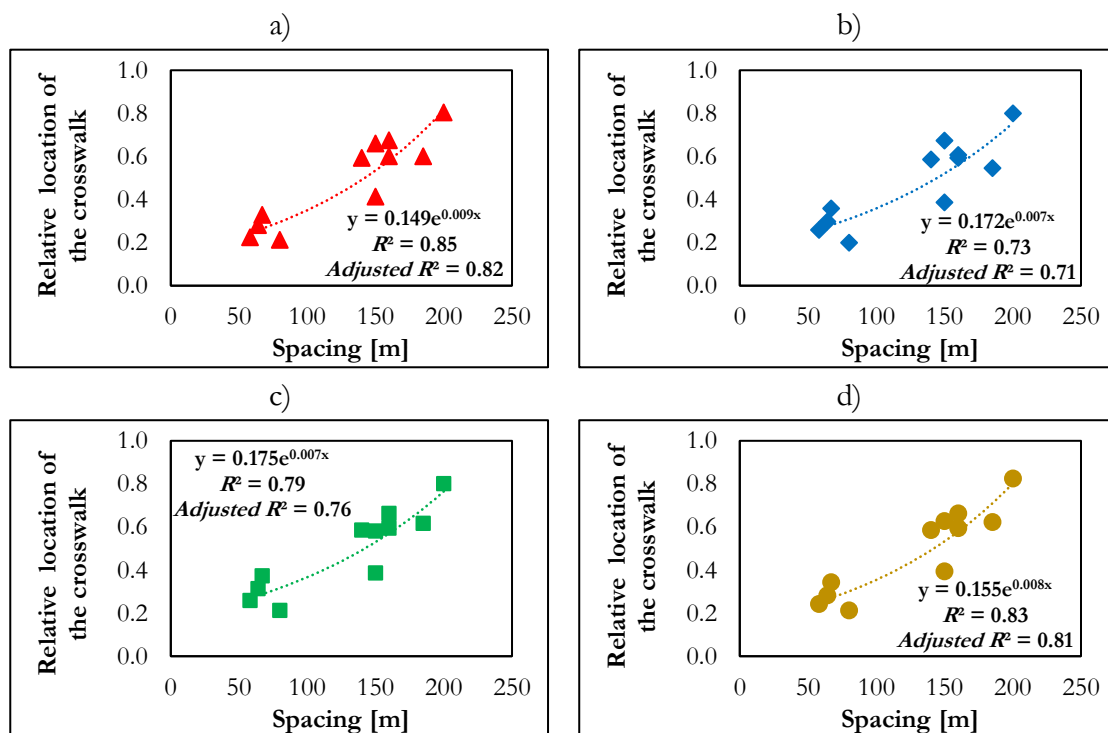 a)
Relative location of
the crosswalk
1.0
0.8
0.6
0.4
0.2
0.0
y = 0.149e^0.009x
R² = 0.85
Adjusted R² = 0.82
0 50 100 150 200 250
Spacing [m]
b)
Relative location of
the crosswalk
1.0
0.8
0.6
0.4
0.2
0.0
y = 0.172e^0.007x
R² = 0.73
Adjusted R² = 0.71
0 50 100 150 200 250
Spacing [m]
c)
Relative location of
the crosswalk
1.0
0.8
0.6
0.4
0.2
0.0
y = 0.175e^0.007x
R² = 0.79
Adjusted R² = 0.76
0 50 100 150 200 250
Spacing [m]
d)
Relative location of
the crosswalk
1.0
0.8
0.6
0.4
0.2
0.0
y = 0.155e^0.008x
R² = 0.83
Adjusted R² = 0.81
0 50 100 150 200 250
Spacing [m]